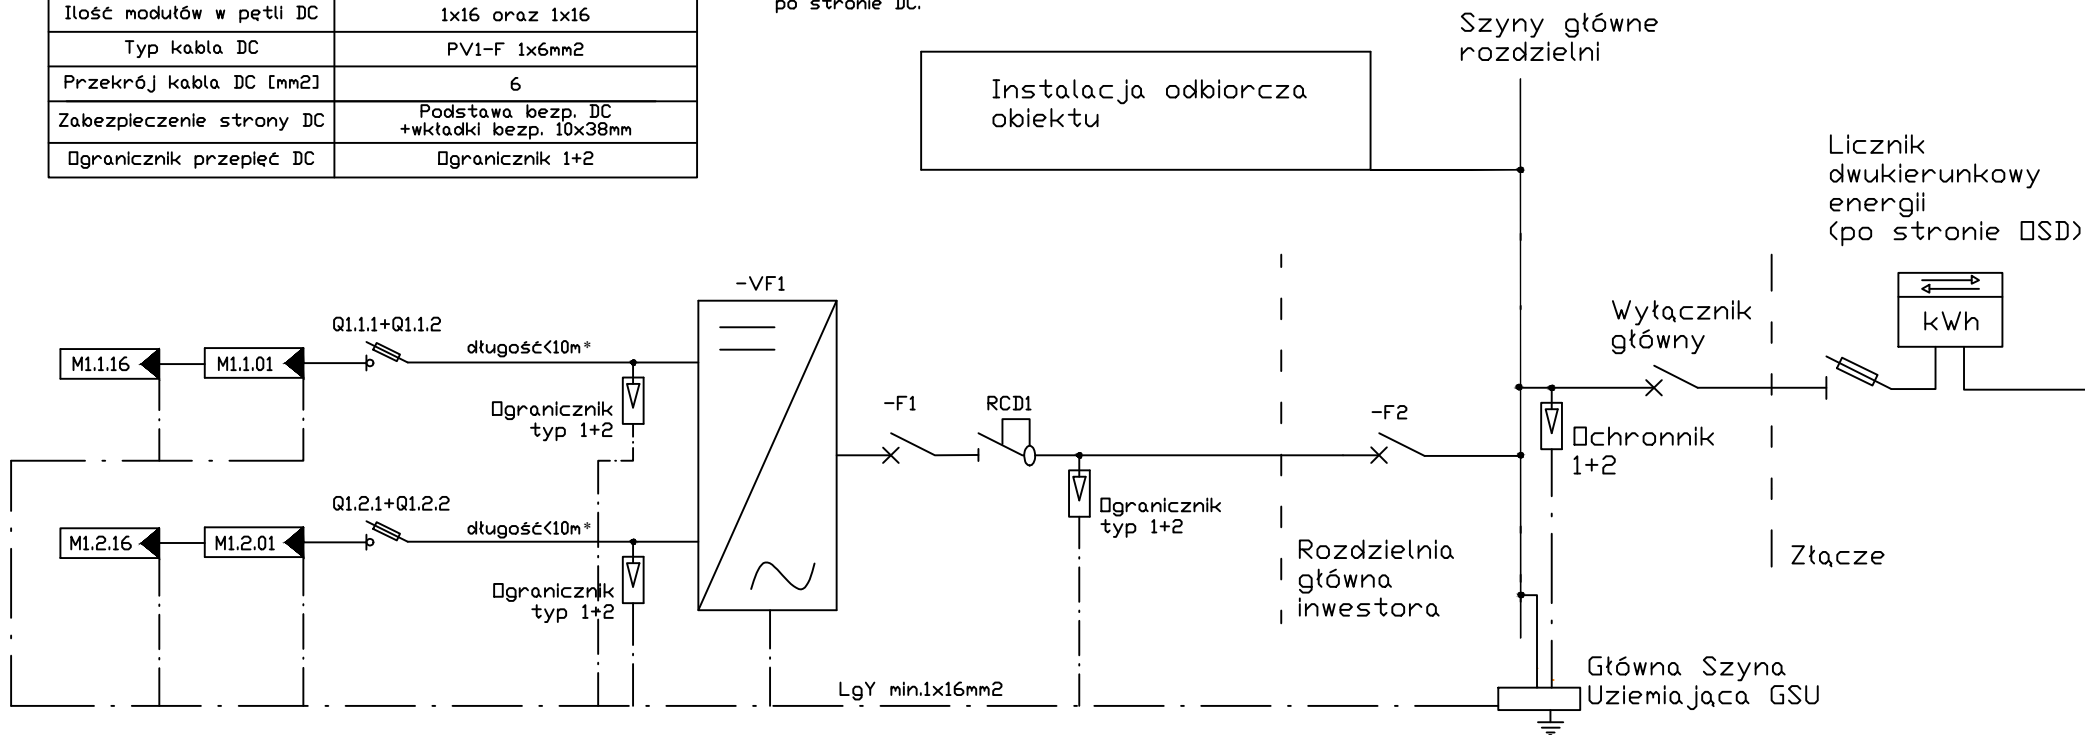 Ilość modułów w pętli DC 1x16 oraz 1x16
po stronie DC.
Typ kabla DC PV1-F 1x6mm2
Przekrój kabla DC [mm2] 6
Zabezpieczenie strony DC
Podstawa bezp. DC
+wkładki bezp. 10x38mm
Ogranicznik przepięć DC Ogranicznik 1+2
Szyny główne
rozdzielni
Instalacja odbiorcza
obiektu
Licznik
dwukierunkowy
energii
(po stronie OSD)
kWh
Wyłącznik
główny
-VF1
Q1.1.1+Q1.1.2
długość<10m*
M1.1.16
M1.1.01
Ogranicznik
typ 1+2
-F1
RCD1
-F2
Ochronnik
1+2
Q1.2.1+Q1.2.2
długość<10m*
M1.2.16
M1.2.01
Ogranicznik
typ 1+2
Ogranicznik
typ 1+2
Rozdzielnia
główna
inwestora
Złącze
LgY min.1x16mm2
Główna Szyna
Uziemiająca GSU